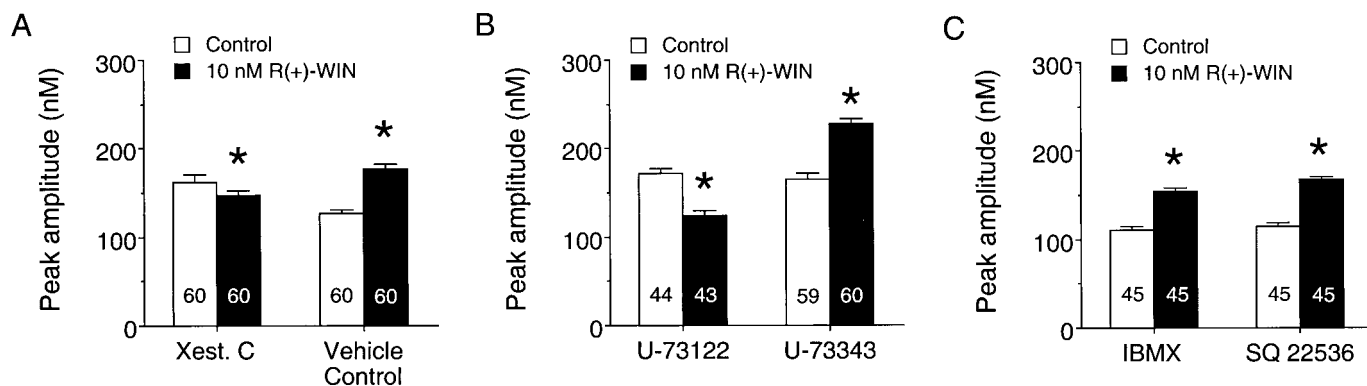 A
Control
10 nM R(+)-WIN
Peak amplitude (nM)
300
200
100
0
60
60
60
60
*
*
Xest. C
Vehicle
Control
B
Control
10 nM R(+)-WIN
Peak amplitude (nM)
300
200
100
0
44
43
59
60
*
*
U-73122
U-73343
C
Control
10 nM R(+)-WIN
Peak amplitude (nM)
300
200
100
0
45
45
45
45
*
*
IBMX
SQ 22536